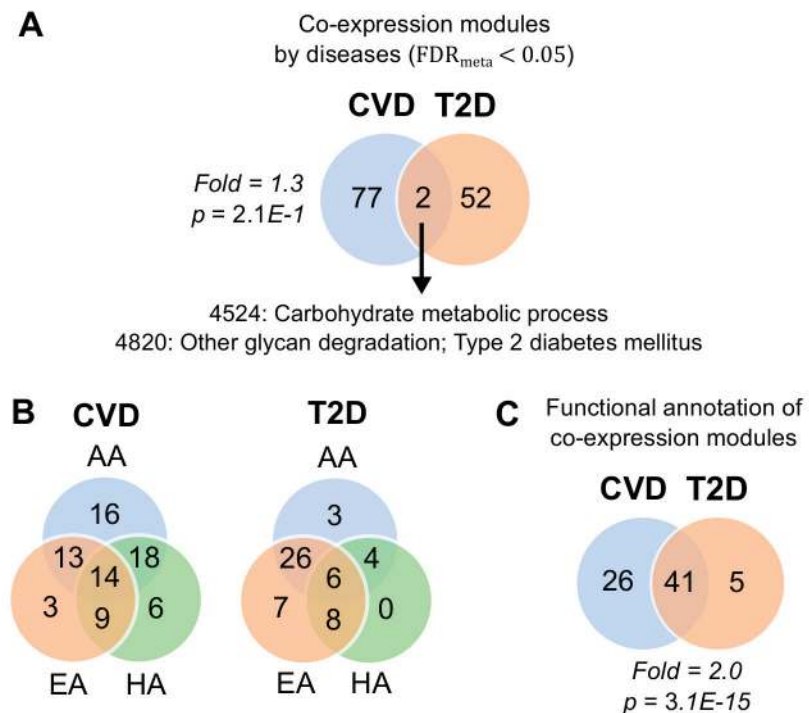 A
Co-expression modules
by diseases (FDRmeta < 0.05)
CVD T2D
Fold = 1.3
p = 2.1E-1
77 2 52
4524: Carbohydrate metabolic process
4820: Other glycan degradation; Type 2 diabetes mellitus
B
CVD
AA
16
13 18
14
3 9 6
EA HA
T2D
AA
3
26 4
6
7 8 0
EA HA
C
Functional annotation of
co-expression modules
CVD T2D
26 41 5
Fold = 2.0
p = 3.1E-15